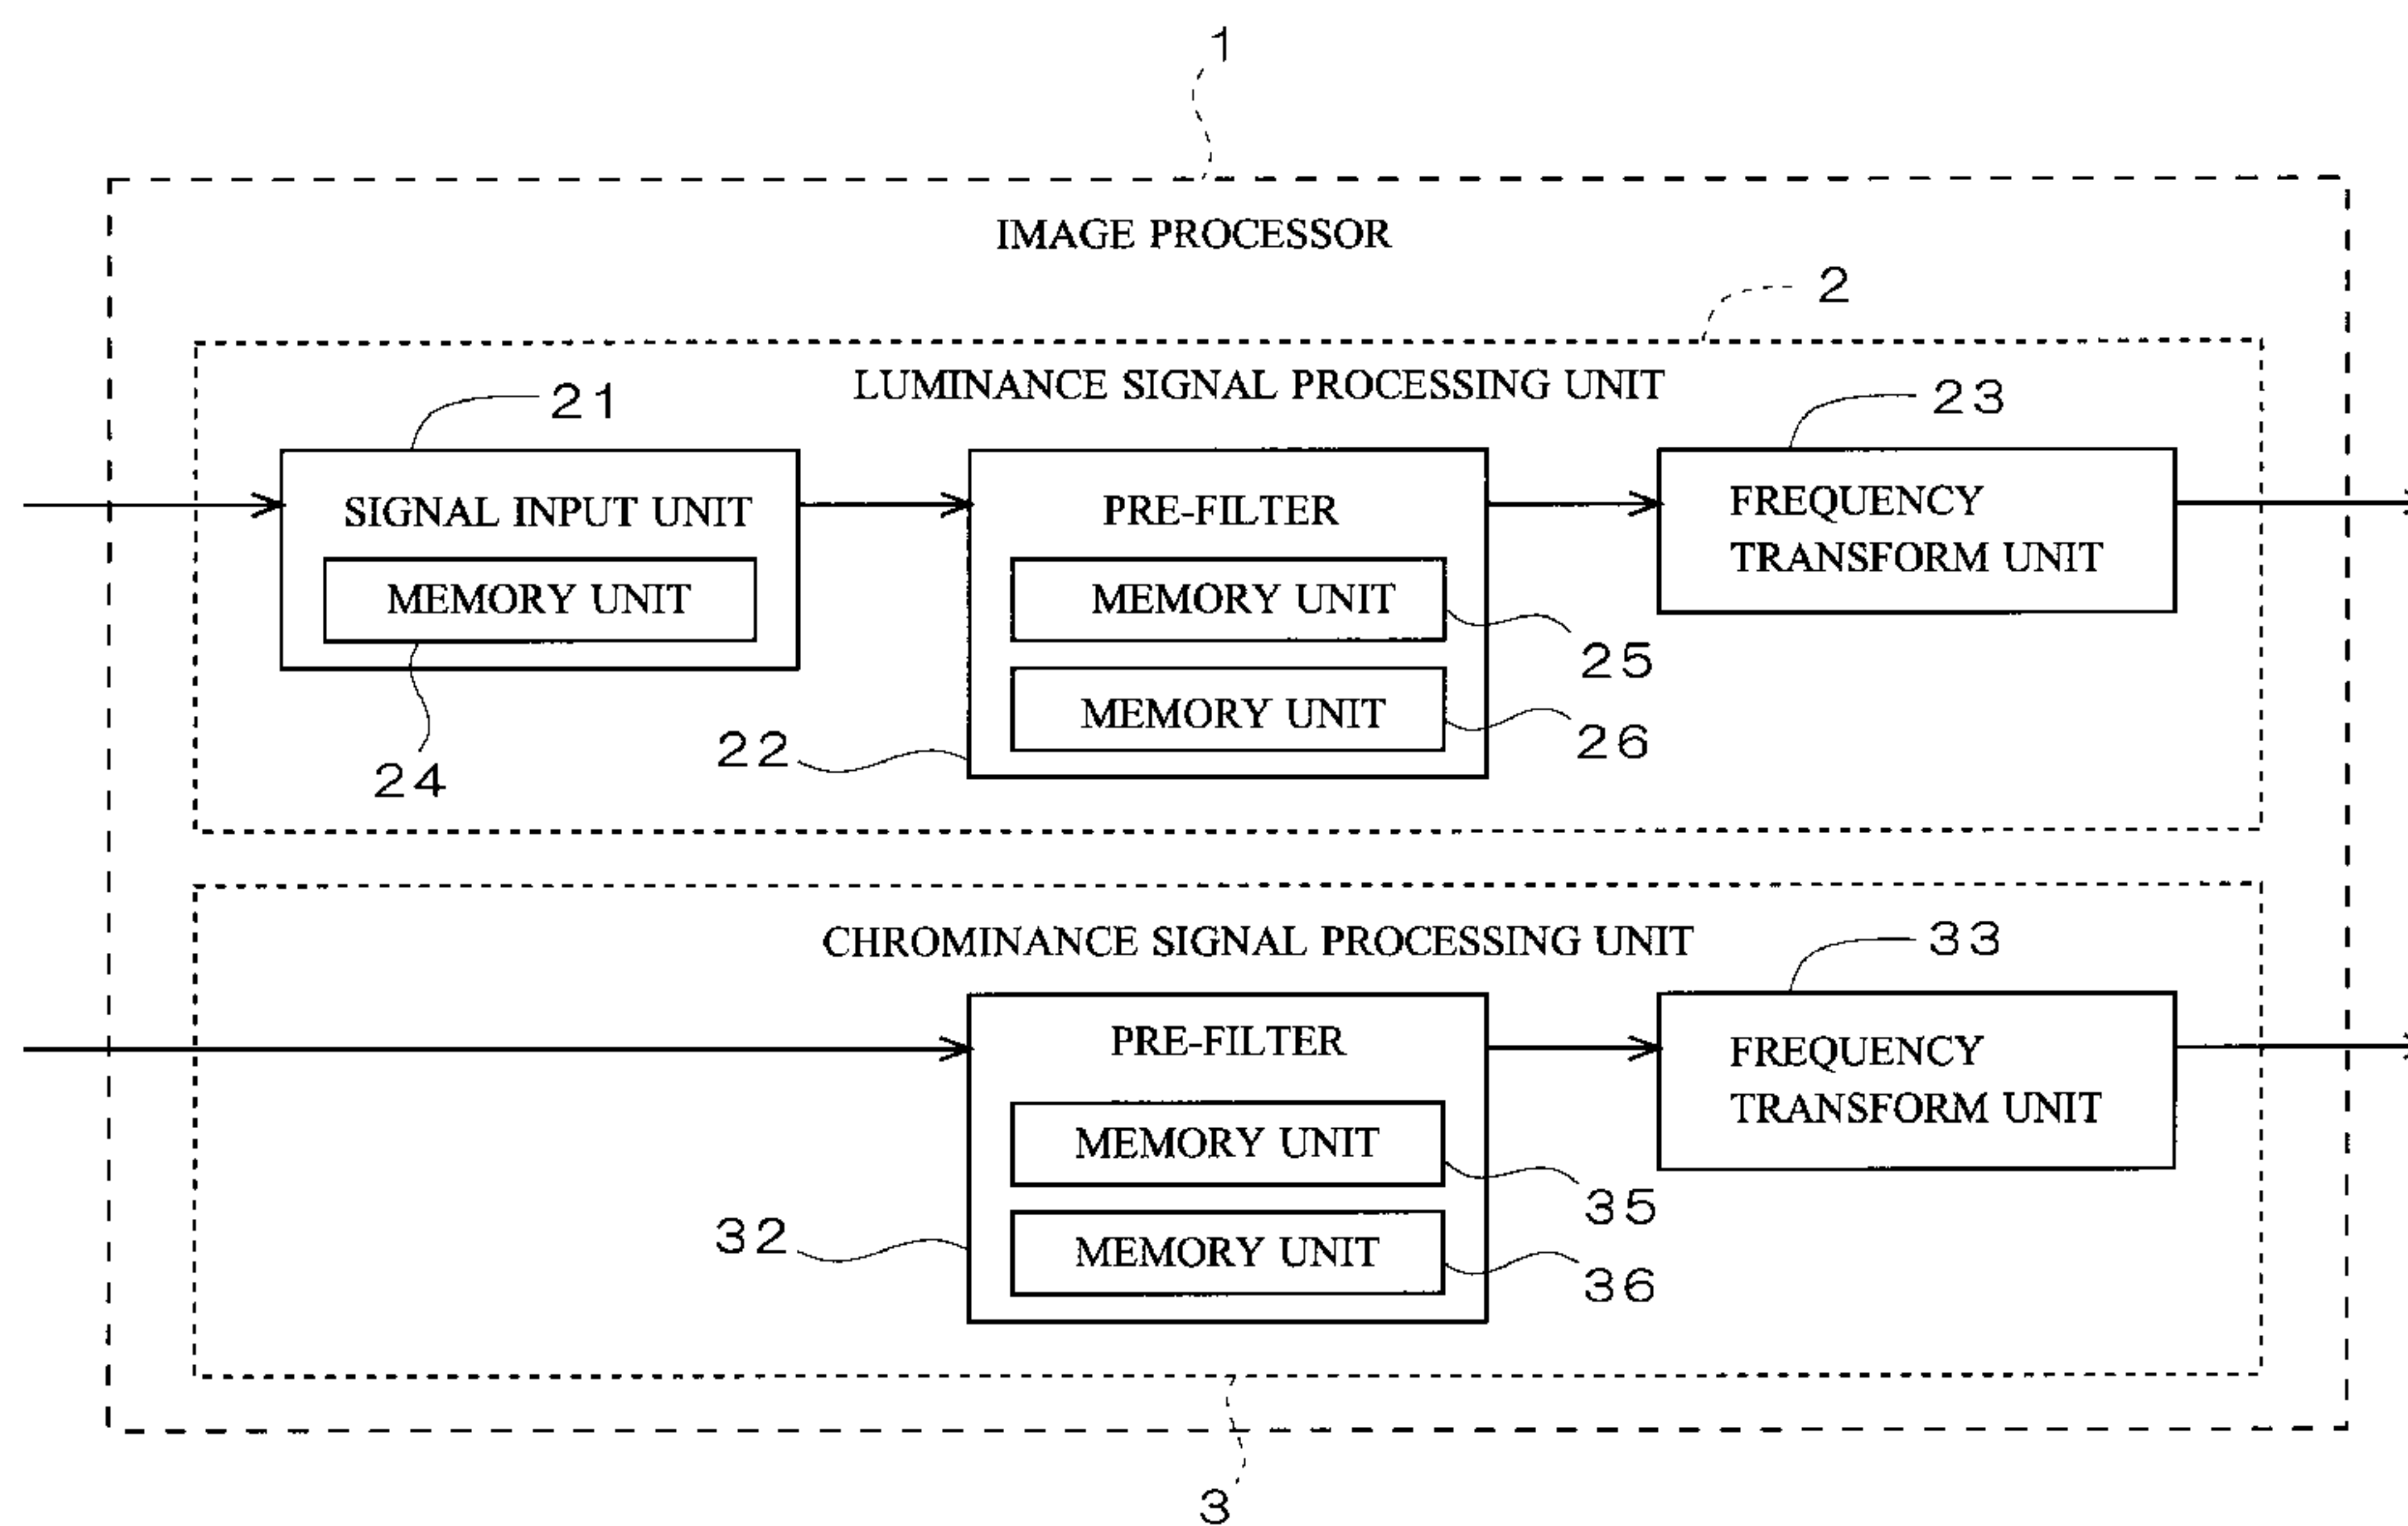 1
IMAGE PROCESSOR
2
LUMINANCE SIGNAL PROCESSING UNIT
21
23
SIGNAL INPUT UNIT
MEMORY UNIT
24
PRE-FILTER
MEMORY UNIT
25
MEMORY UNIT
26
22
FREQUENCY
TRANSFORM UNIT
CHROMINANCE SIGNAL PROCESSING UNIT
33
PRE-FILTER
MEMORY UNIT
35
MEMORY UNIT
36
32
FREQUENCY
TRANSFORM UNIT
3